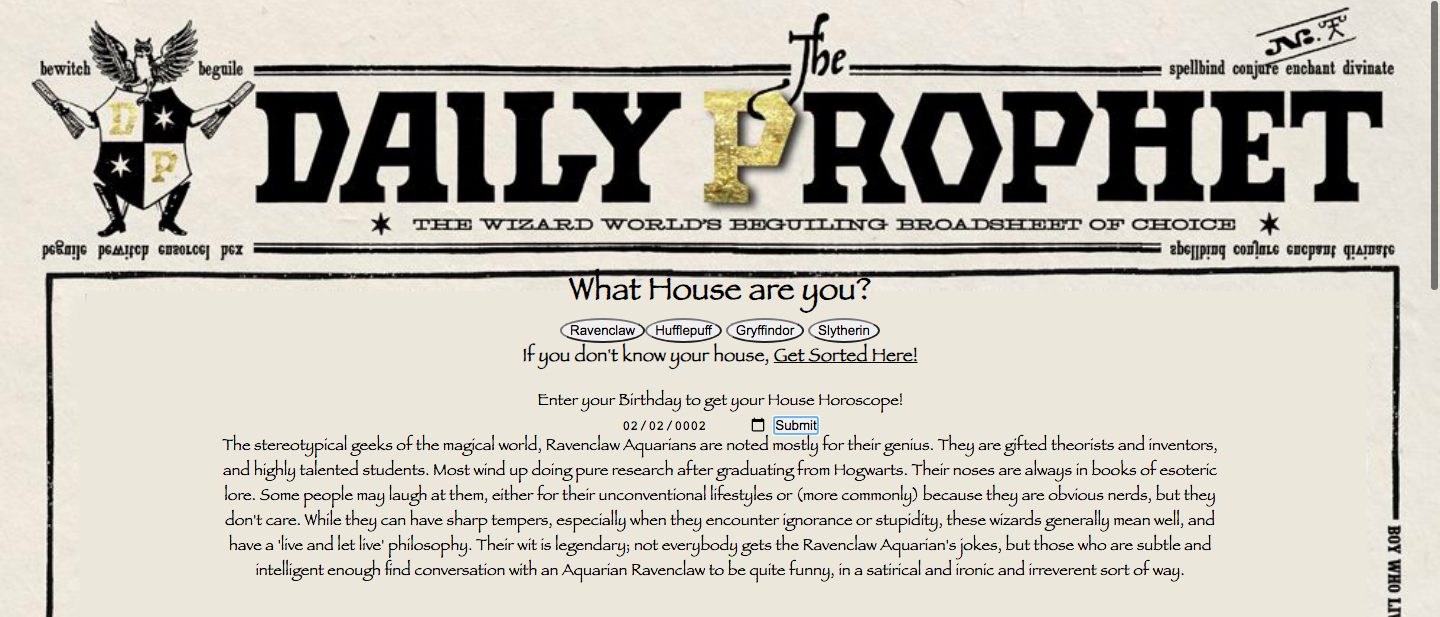 The
No.
bewitch beguile
spellbind conjure enchant divinate
DAILY PROPHET
D
P
THE WIZARD WORLD'S BEGUILING BROADSHEET OF CHOICE
beguile bewitch ensorcel hex
spellbind conjure enchant divinate
What House are you?
Ravenclaw Hufflepuff Gryffindor Slytherin
If you don't know your house, Get Sorted Here!
Enter your Birthday to get your House Horoscope!
02/02/0002 Submit
The stereotypical geeks of the magical world, Ravenclaw Aquarians are noted mostly for their genius. They are gifted theorists and inventors,
and highly talented students. Most wind up doing pure research after graduating from Hogwarts. Their noses are always in books of esoteric
lore. Some people may laugh at them, either for their unconventional lifestyles or (more commonly) because they are obvious nerds, but they
don't care. While they can have sharp tempers, especially when they encounter ignorance or stupidity, these wizards generally mean well, and
have a 'live and let live' philosophy. Their wit is legendary; not everybody gets the Ravenclaw Aquarian's jokes, but those who are subtle and
intelligent enough find conversation with an Aquarian Ravenclaw to be quite funny, in a satirical and ironic and irreverent sort of way.
BOY WHO